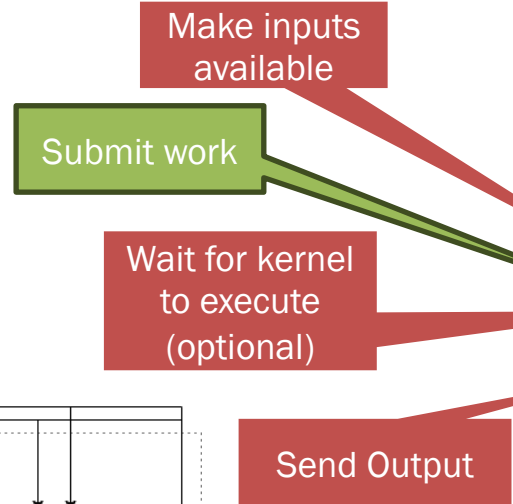 Make inputs
available
Submit work
Wait for kernel
to execute
(optional)
Send Output